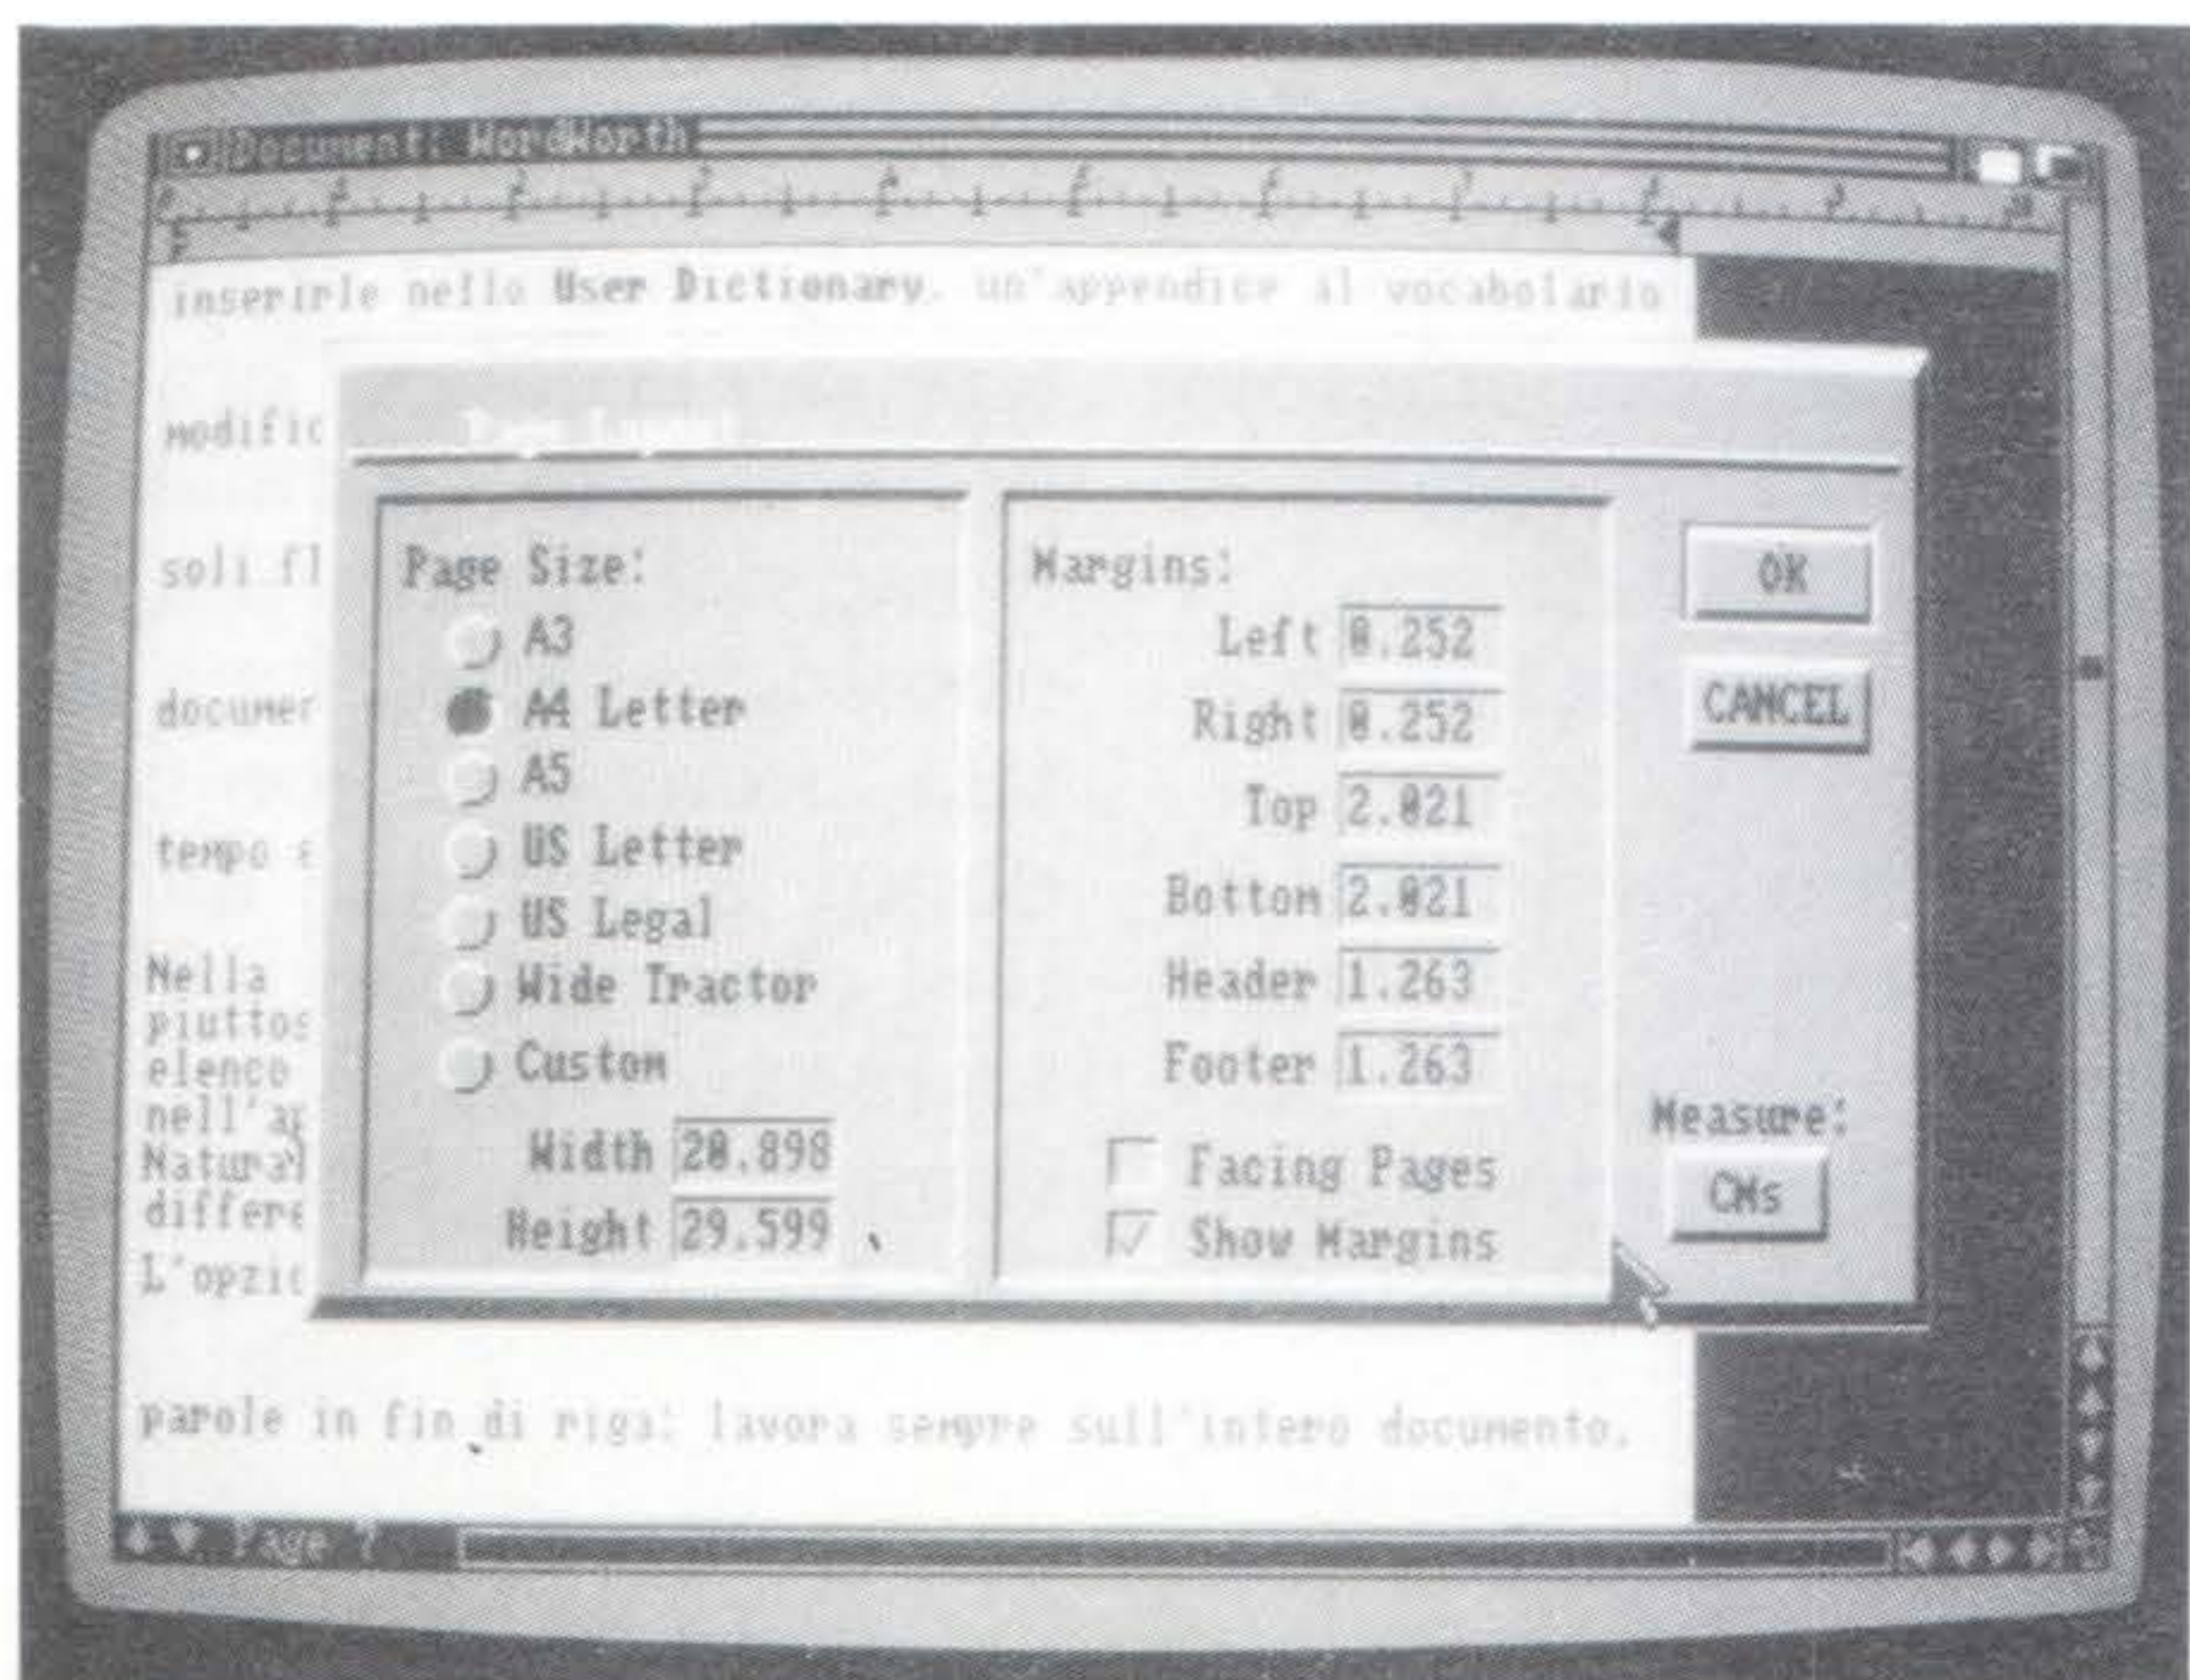 Document: WordWorth
inserirle nello User Dictionary, un'appendice al vocabolario
modific
soli fl
documen
tempo e
Nella
piuttos
elenco
nell'ap
Natural
differe
L'opzio
Page Size:
A3
A4 Letter
A5
US Letter
US Legal
Wide Tractor
Custom
Width 20.898
Height 29.599
Margins:
Left 0.252
Right 0.252
Top 2.021
Bottom 2.021
Header 1.263
Footer 1.263
Facing Pages
Show Margins
OK
CANCEL
Measure:
CMs
parole in fin di riga: lavora sempre sull'intero documento.
Page 7